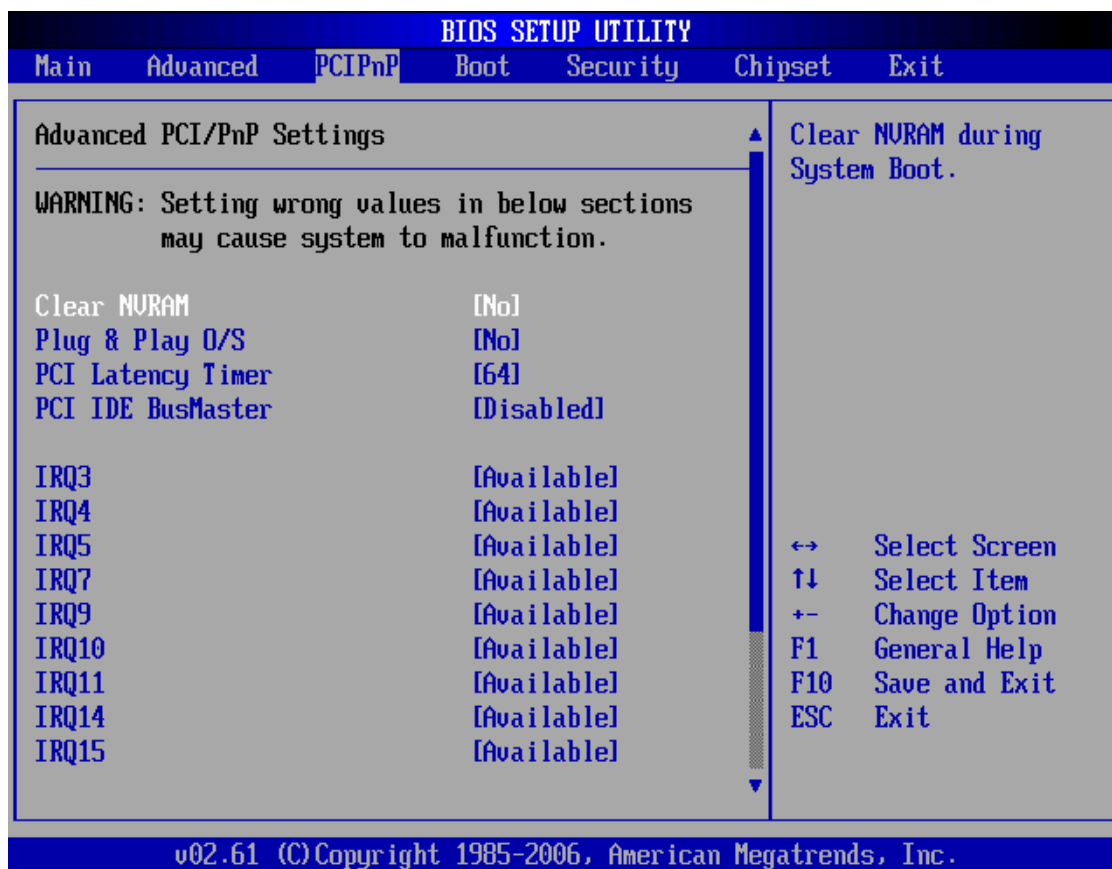 BIOS SETUP UTILITY
Main Advanced PCIPnP Boot Security Chipset Exit
Advanced PCI/PnP Settings
WARNING: Setting wrong values in below sections
may cause system to malfunction.
Clear NVRAM [No]
Plug & Play O/S [No]
PCI Latency Timer [64]
PCI IDE BusMaster [Disabled]
IRQ3 [Available]
IRQ4 [Available]
IRQ5 [Available]
IRQ7 [Available]
IRQ9 [Available]
IRQ10 [Available]
IRQ11 [Available]
IRQ14 [Available]
IRQ15 [Available]
Clear NVRAM during
System Boot.
←→ Select Screen
↑↓ Select Item
+- Change Option
F1 General Help
F10 Save and Exit
ESC Exit
v02.61 (C)Copyright 1985-2006, American Megatrends, Inc.